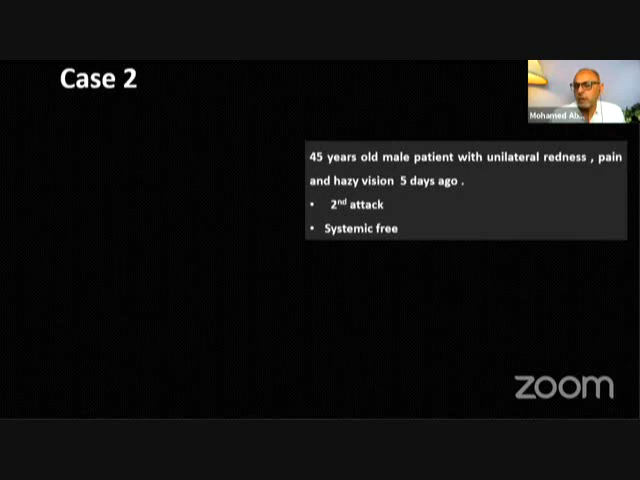 Case 2
Mohamed
45 years old male patient with unilateral redness , pain
and hazy vision 5 days ago .
• 2nd attack
• Systemic free
zoom